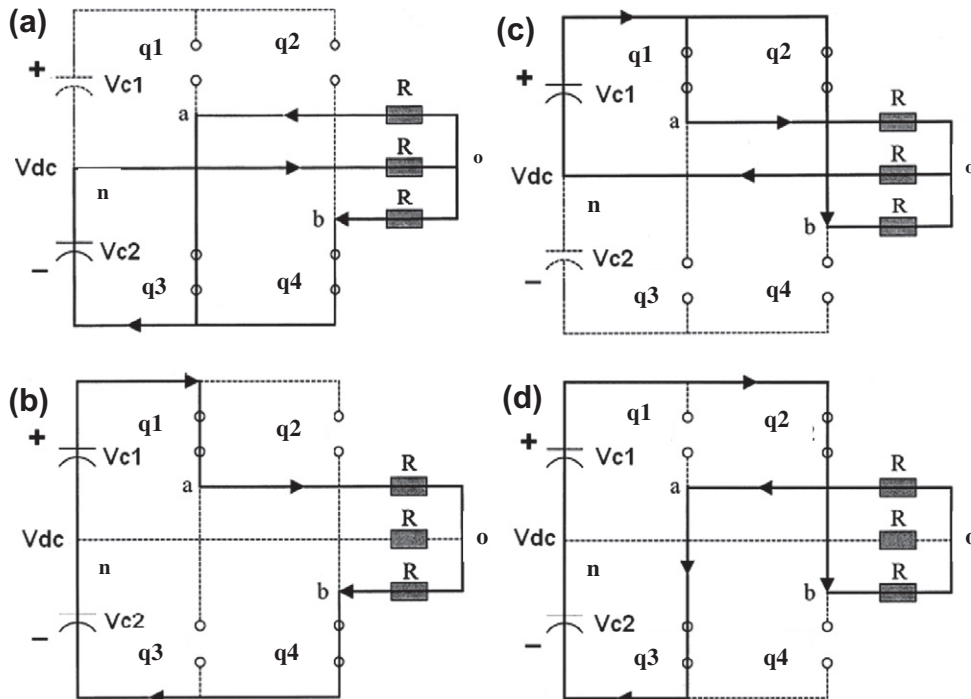 (a)
q1
q2
+
Vc1
R
a
Vdc
R
o
n
R
b
Vc2
−
q3
q4
(c)
q1
q2
+
Vc1
R
a
Vdc
R
o
n
R
b
Vc2
−
q3
q4
(b)
q1
q2
+
Vc1
R
a
R
Vdc
o
n
R
b
Vc2
−
q3
q4
(d)
q1
q2
+
Vc1
R
a
R
Vdc
o
n
R
b
Vc2
−
q3
q4